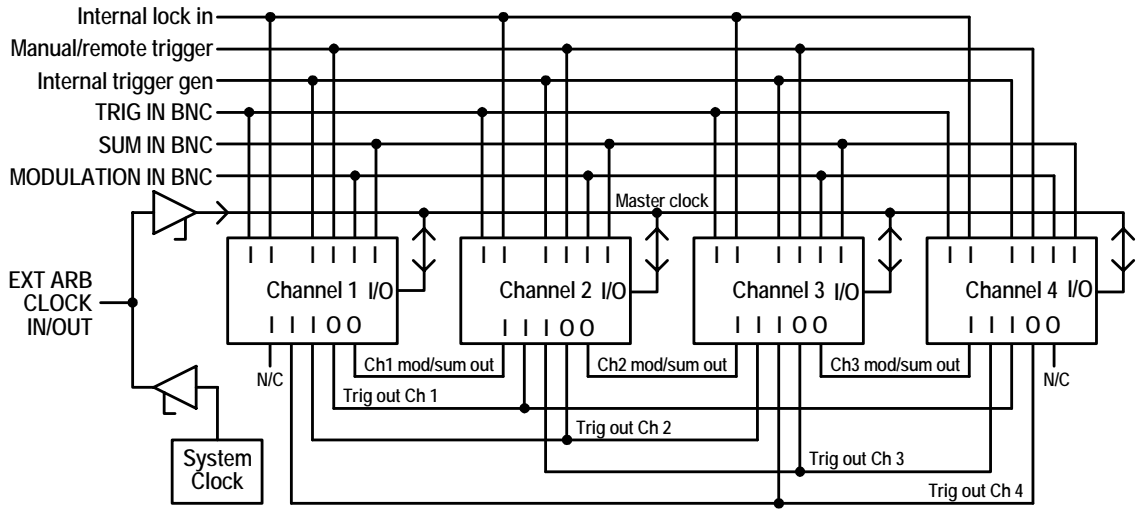 Internal lock in
Manual/remote trigger
Internal trigger gen
TRIG IN BNC
SUM IN BNC
MODULATION IN BNC
Master clock
I I I I I I
I I I I I I
I I I I I I
I I I I I I
EXT ARB
CLOCK
IN/OUT
Channel 1 I/O
Channel 2 I/O
Channel 3 I/O
Channel 4 I/O
I I I O O
I I I O O
I I I O O
I I I O O
N/C
Ch1 mod/sum out
Ch2 mod/sum out
Ch3 mod/sum out
N/C
Trig out Ch 1
Trig out Ch 2
Trig out Ch 3
Trig out Ch 4
System
Clock